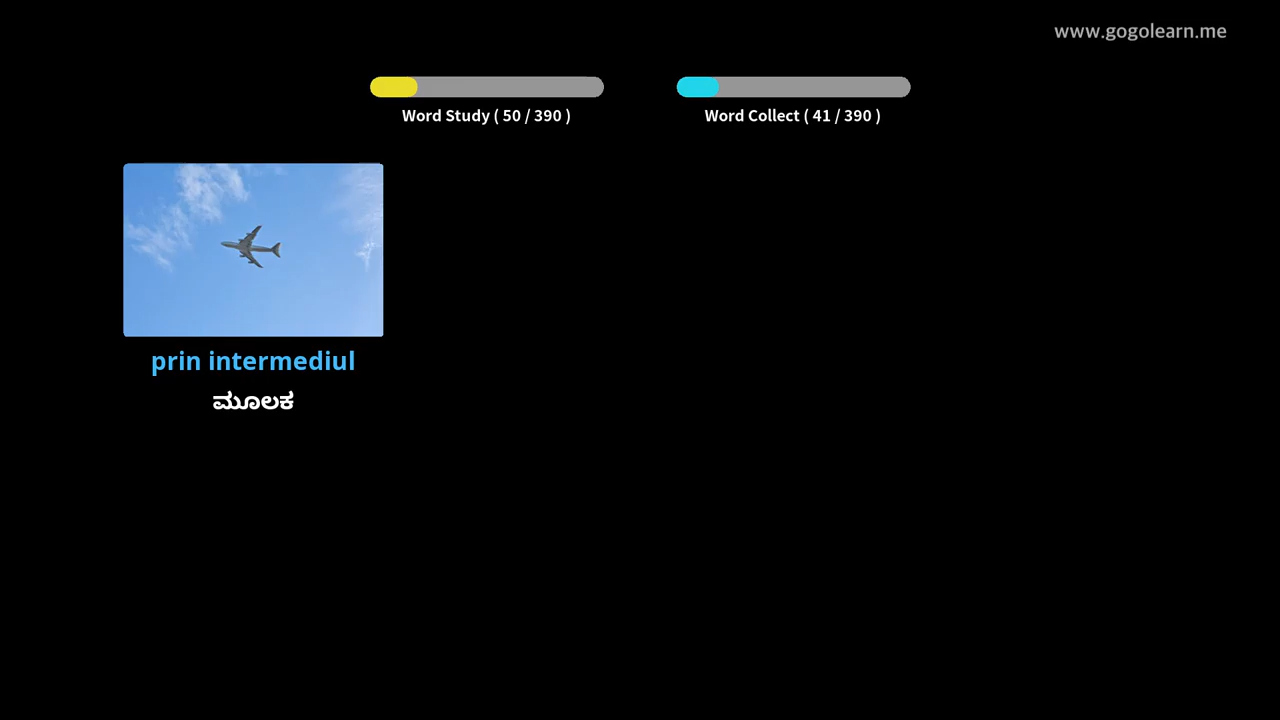 www.gogolearn.me
Word Study ( 50 / 390 )
Word Collect ( 41 / 390 )
prin intermediul
ಮೂಲಕ